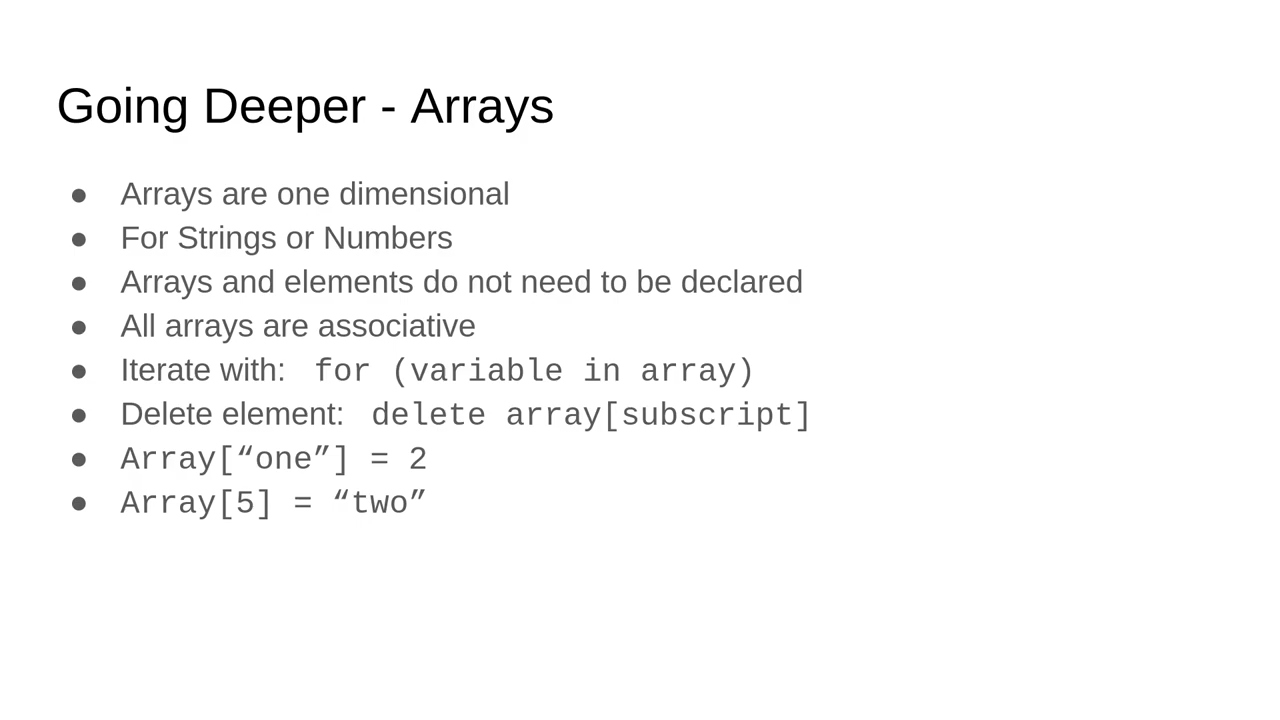 Going Deeper - Arrays
● Arrays are one dimensional
● For Strings or Numbers
● Arrays and elements do not need to be declared
● All arrays are associative
● Iterate with: for (variable in array)
● Delete element: delete array[subscript]
● Array[“one”] = 2
● Array[5] = “two”